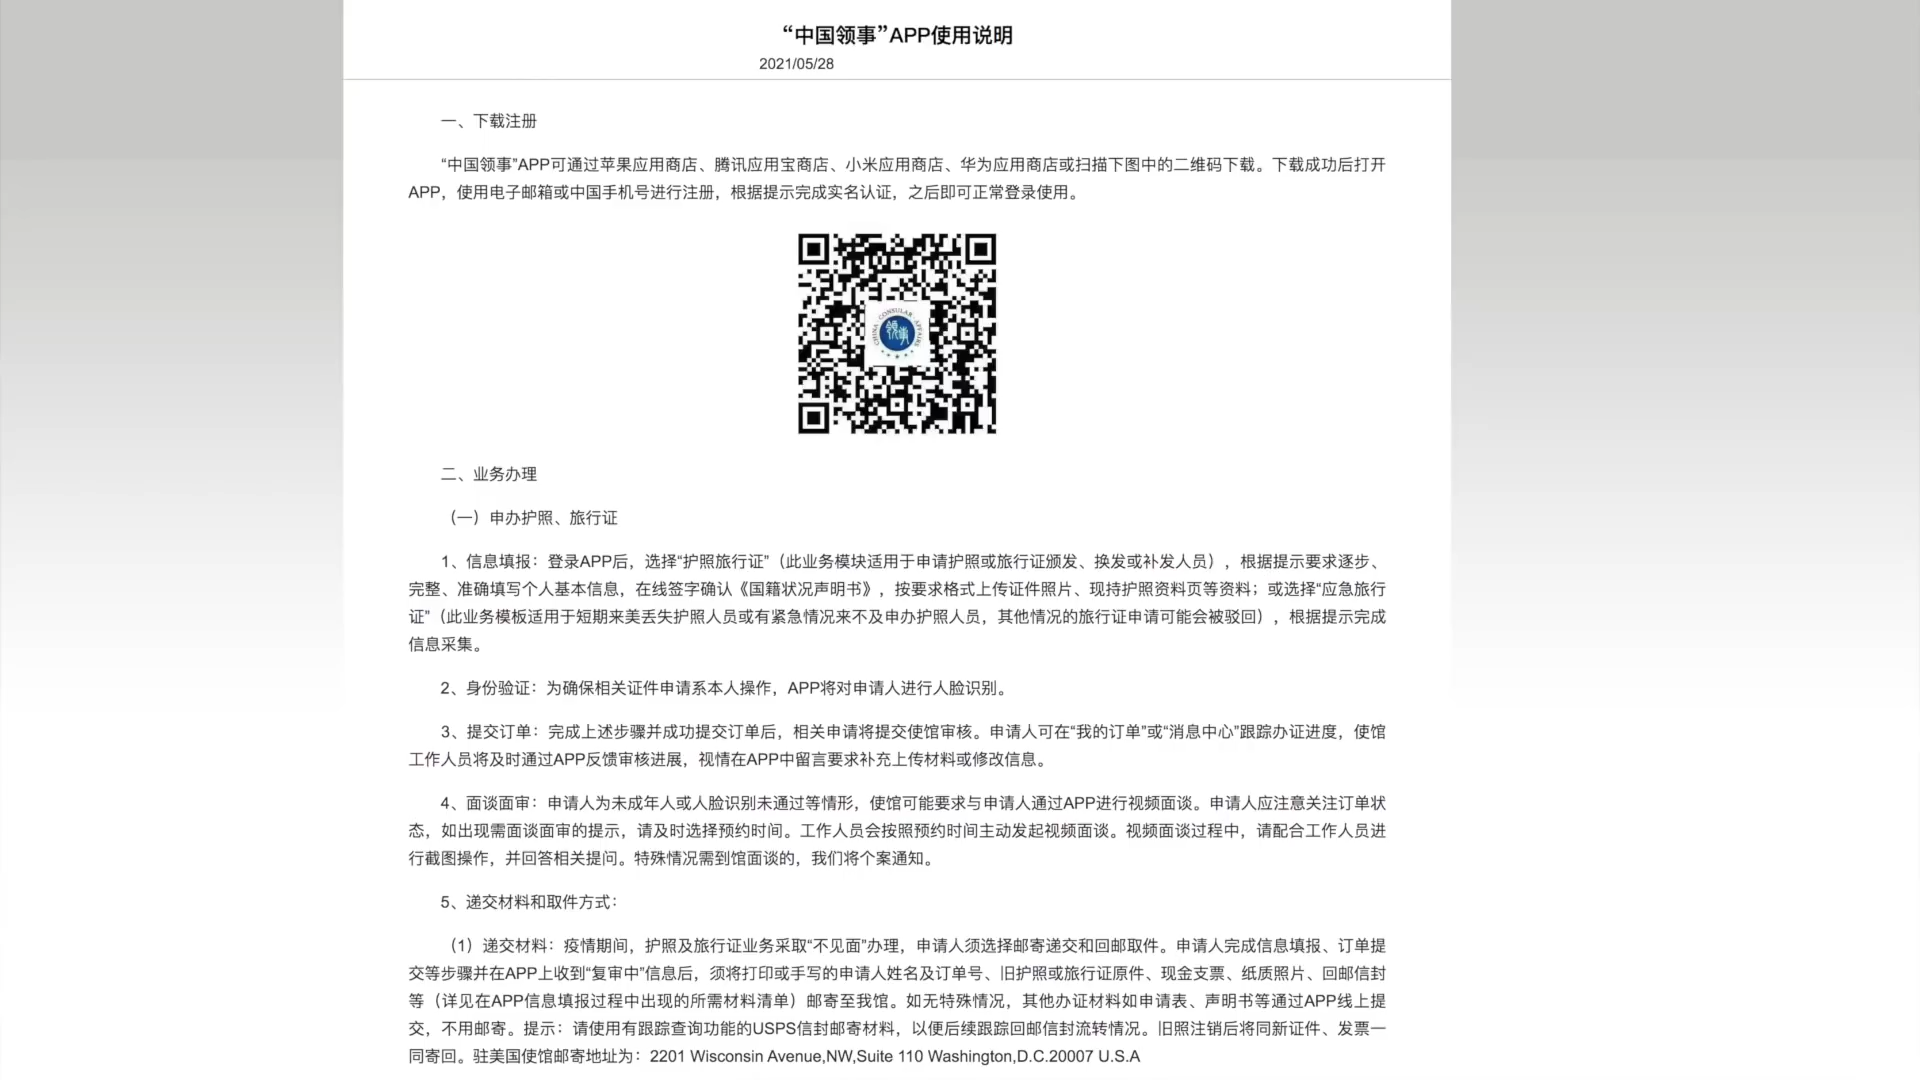 “中国领事”APP使用说明
2021/05/28
一、下载注册
“中国领事”APP可通过苹果应用商店、腾讯应用宝商店、小米应用商店、华为应用商店或扫描下图中的二维码下载。下载成功后打开
APP，使用电子邮箱或中国手机号进行注册，根据提示完成实名认证，之后即可正常登录使用。
CHINA CONSULAR AFFAIRS
领事
二、业务办理
（一）申办护照、旅行证
1、信息填报：登录APP后，选择“护照旅行证”（此业务模块适用于申请护照或旅行证颁发、换发或补发人员），根据提示要求逐步、
完整、准确填写个人基本信息，在线签字确认《国籍状况声明书》，按要求格式上传证件照片、现持护照资料页等资料；或选择“应急旅行
证”（此业务模板适用于短期来美丢失护照人员或有紧急情况来不及申办护照人员，其他情况的旅行证申请可能会被驳回），根据提示完成
信息采集。
2、身份验证：为确保相关证件申请系本人操作，APP将对申请人进行人脸识别。
3、提交订单：完成上述步骤并成功提交订单后，相关申请将提交使馆审核。申请人可在“我的订单”或“消息中心”跟踪办证进度，使馆
工作人员将及时通过APP反馈审核进展，视情在APP中留言要求补充上传材料或修改信息。
4、面谈面审：申请人为未成年人或人脸识别未通过等情形，使馆可能要求与申请人通过APP进行视频面谈。申请人应注意关注订单状
态，如出现需面谈面审的提示，请及时选择预约时间。工作人员会按照预约时间主动发起视频面谈。视频面谈过程中，请配合工作人员进
行截图操作，并回答相关提问。特殊情况需到馆面谈的，我们将个案通知。
5、递交材料和取件方式：
（1）递交材料：疫情期间，护照及旅行证业务采取“不见面”办理，申请人须选择邮寄递交和回邮取件。申请人完成信息填报、订单提
交等步骤并在APP上收到“复审中”信息后，须将打印或手写的申请人姓名及订单号、旧护照或旅行证原件、现金支票、纸质照片、回邮信封
等（详见在APP信息填报过程中出现的所需材料清单）邮寄至我馆。如无特殊情况，其他办证材料如申请表、声明书等通过APP线上提
交，不用邮寄。提示：请使用有跟踪查询功能的USPS信封邮寄材料，以便后续跟踪回邮信封流转情况。旧照注销后将同新证件、发票一
同寄回。驻美国使馆邮寄地址为：2201 Wisconsin Avenue,NW,Suite 110 Washington,D.C.20007 U.S.A